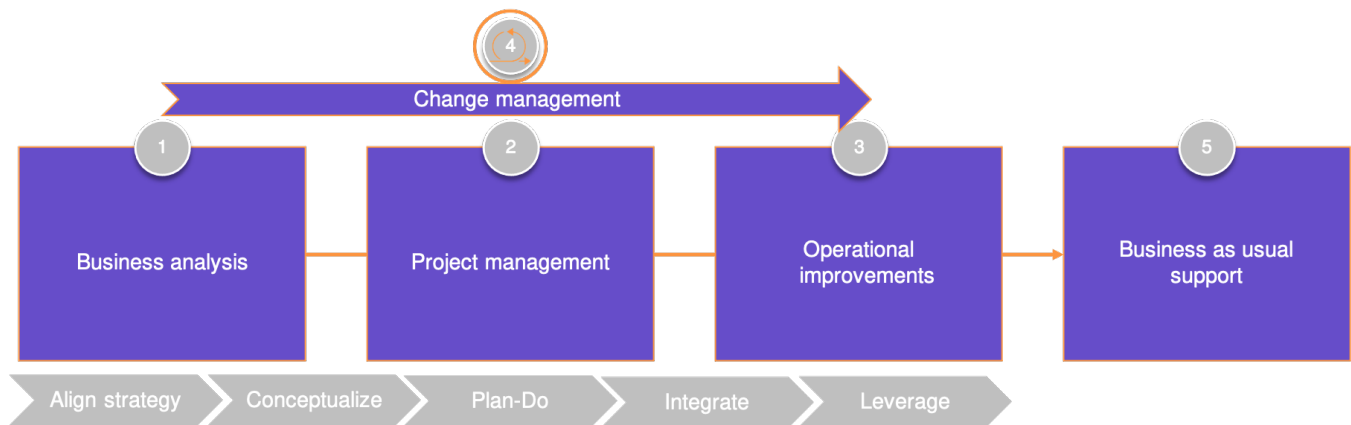 4
Change management
1
2
3
5
Business analysis
Project management
Operational
improvements
Business as usual
support
Align strategy
Conceptualize
Plan-Do
Integrate
Leverage